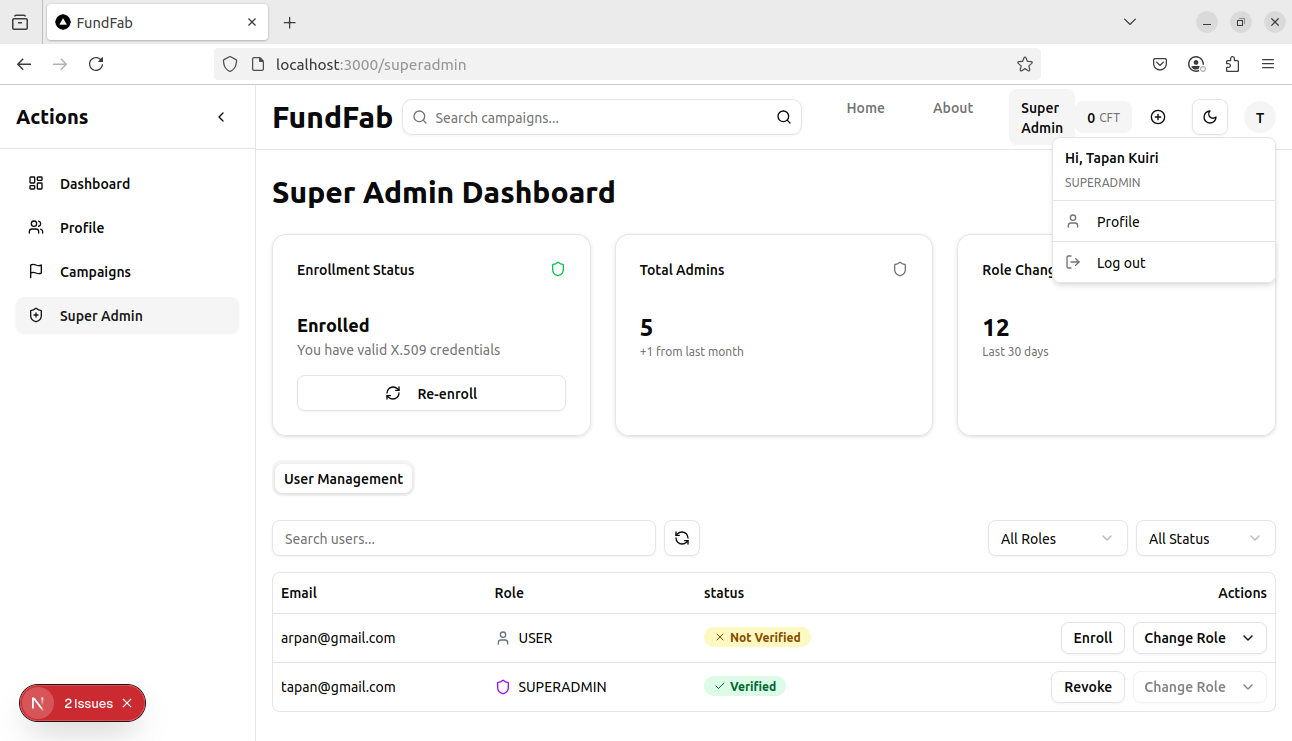 FundFab
localhost:3000/superadmin
Actions
Dashboard
Profile
Campaigns
Super Admin
N 2 Issues
FundFab
Search campaigns...
Home
About
Super
Admin
0 CFT
T
Hi, Tapan Kuiri
SUPERADMIN
Profile
Log out
Super Admin Dashboard
Enrollment Status
Enrolled
You have valid X.509 credentials
Re-enroll
Total Admins
5
+1 from last month
Role Chang
12
Last 30 days
User Management
Search users...
All Roles
All Status
Email Role status Actions
arpan@gmail.com USER Not Verified Enroll Change Role
tapan@gmail.com SUPERADMIN Verified Revoke Change Role